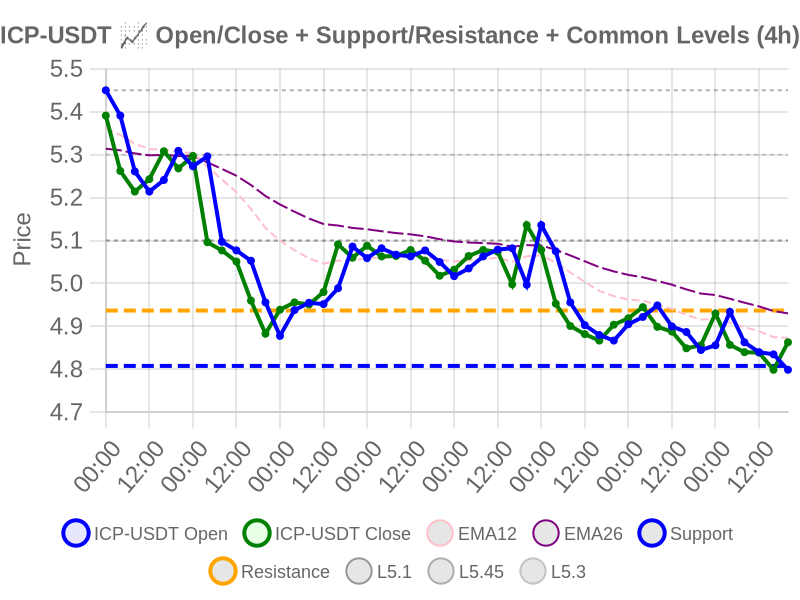 ICP-USDT 📈 Open/Close + Support/Resistance + Common Levels (4h)
5.5
5.4
5.3
5.2
5.1
5.0
4.9
4.8
4.7
Price
00:00 12:00 00:00 12:00 00:00 12:00 00:00 12:00 00:00 12:00 00:00 12:00 00:00 12:00 00:00 12:00
ICP-USDT Open ICP-USDT Close EMA12 EMA26 Support
Resistance L5.1 L5.45 L5.3